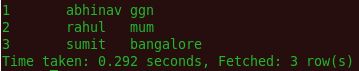 1 abhinav ggn
2 rahul mum
3 sumit bangalore
Time taken: 0.292 seconds, Fetched: 3 row(s)